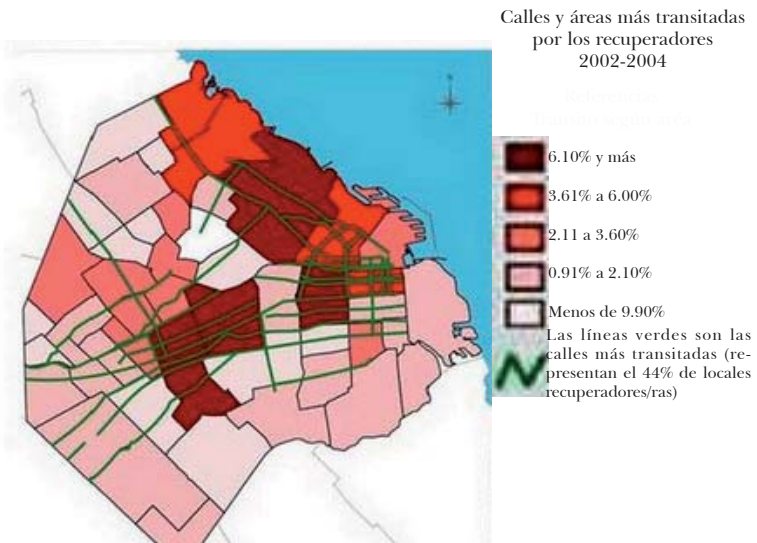 Calles y áreas más transitadas
por los recuperadores
2002-2004
6.10% y más
3.61% a 6.00%
2.11 a 3.60%
0.91% a 2.10%
Menos de 9.90%
Las líneas verdes son las
calles más transitadas (re-
presentan el 44% de locales
recuperadores/ras)